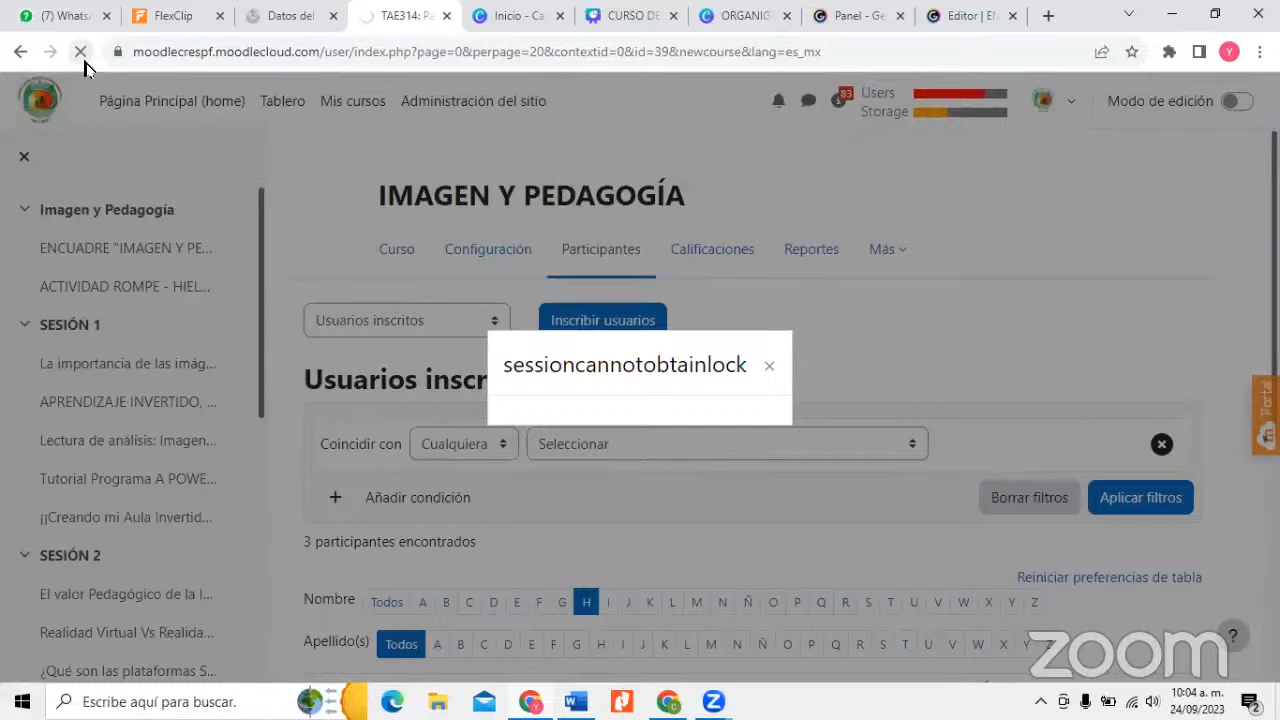 (7) Whats
FlexClip
Datos del
TAE314: Pa
Inicio - Ca
CURSO DE
ORGANIG
Panel - Ge
Editor | EN
moodlecrespf.moodlecloud.com/user/index.php?page=0&perpage=20&contextid=0&id=39&newcourse&lang=es_mx
Página Principal (home) Tablero Mis cursos Administración del sitio
83
Users
Storage
Modo de edición
Imagen y Pedagogía
ENCUADRE "IMAGEN Y PE...
ACTIVIDAD ROMPE - HIEL...
SESIÓN 1
La importancia de las imág...
APRENDIZAJE INVERTIDO, ...
Lectura de análisis: Imagen...
Tutorial Programa A POWE...
¡¡Creando mi Aula Invertid...
SESIÓN 2
El valor Pedagógico de la I...
Realidad Virtual Vs Realida...
¿Qué son las plataformas S...
IMAGEN Y PEDAGOGÍA
Curso Configuración Participantes Calificaciones Reportes Más
Usuarios inscritos
Inscribir usuarios
sessioncannotobtainlock
Usuarios inscr
Coincidir con Cualquiera Seleccionar
Añadir condición
Borrar filtros Aplicar filtros
3 participantes encontrados
Reiniciar preferencias de tabla
Nombre Todos A B C D E F G H I J K L M N Ñ O P Q R S T U V W X Y Z
Apellido(s) Todos A B C D E F G H I J K L M N Ñ O P Q R S T U V W X Y Z
Portal
?
zoom
Escribe aquí para buscar.
10:04 a. m.
24/09/2023
2